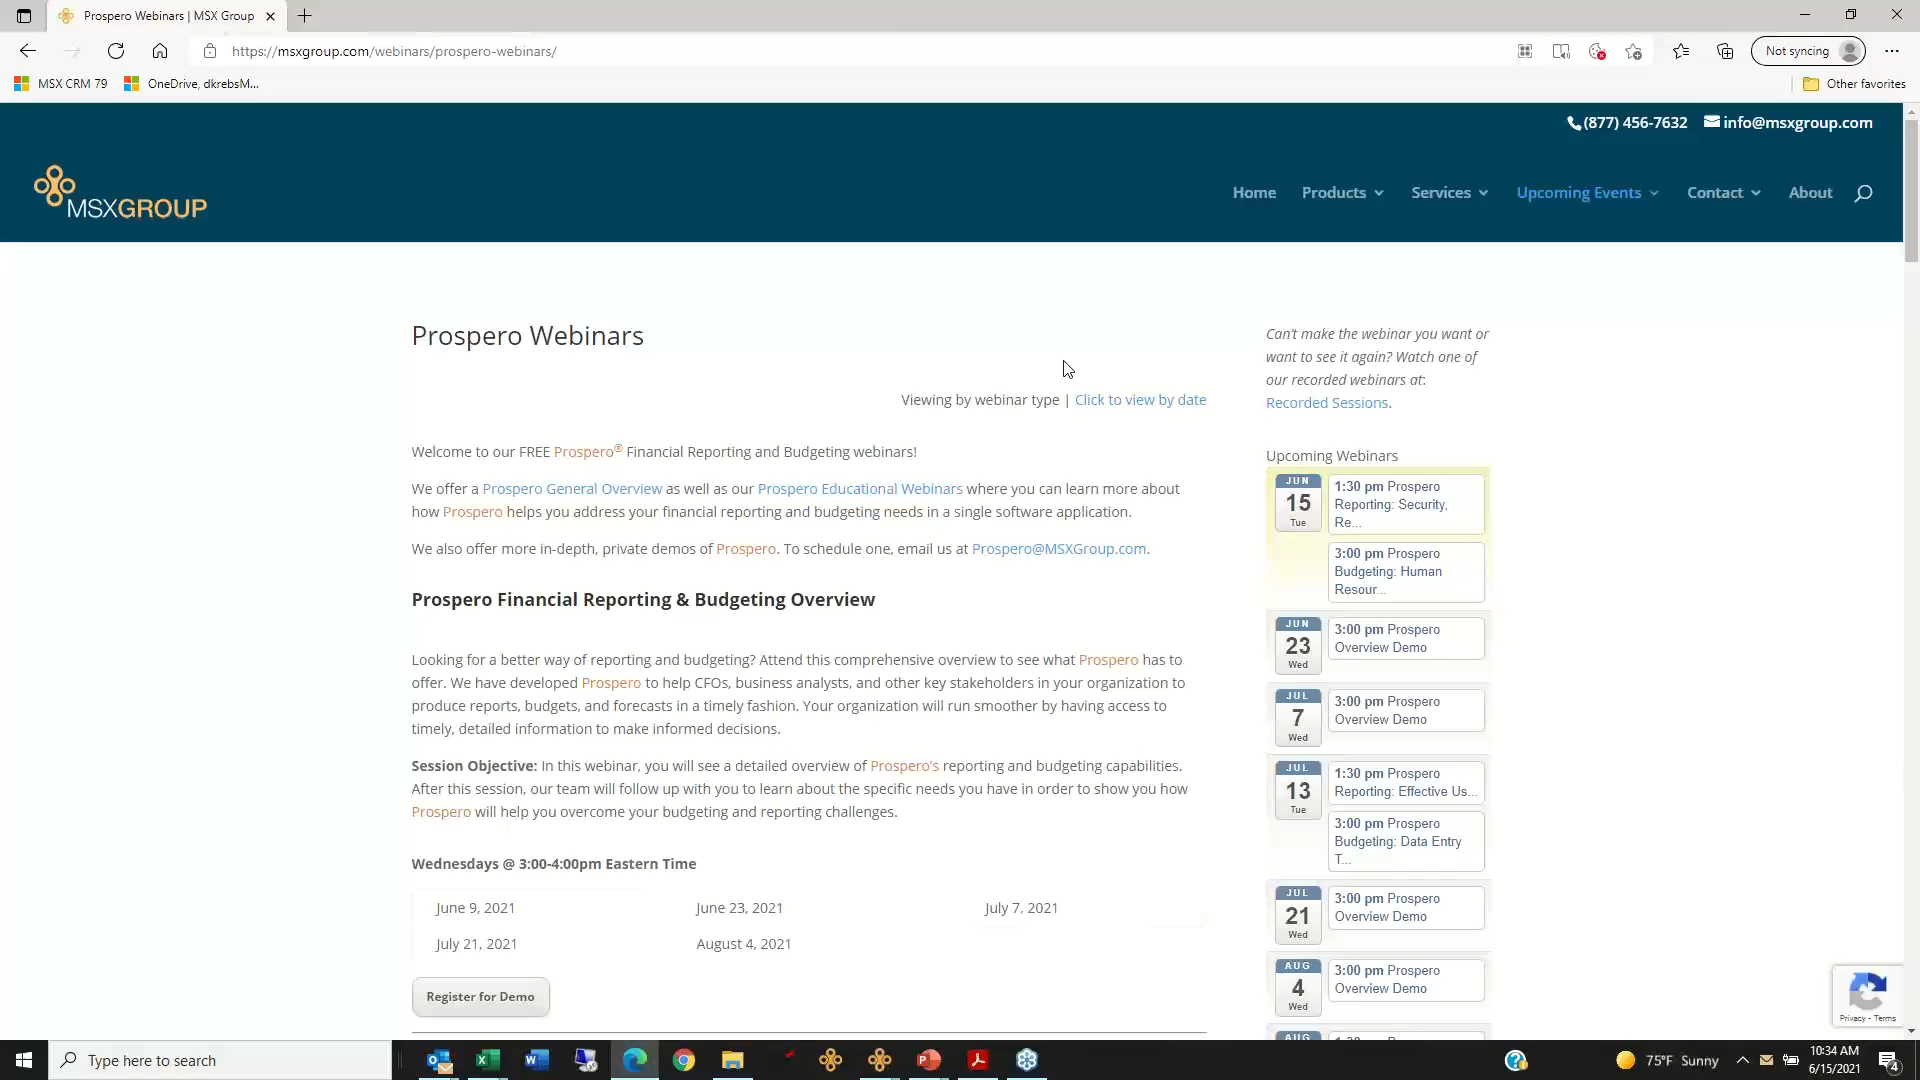 Prospero Webinars | MSX Group
https://msxgroup.com/webinars/prospero-webinars/
Not syncing
MSX CRM 79
OneDrive, dkrebsM...
Other favorites
(877) 456-7632
info@msxgroup.com
MSXGROUP
Home
Products
Services
Upcoming Events
Contact
About
Prospero Webinars
Viewing by webinar type | Click to view by date
Welcome to our FREE Prospero® Financial Reporting and Budgeting webinars!
We offer a Prospero General Overview as well as our Prospero Educational Webinars where you can learn more about
how Prospero helps you address your financial reporting and budgeting needs in a single software application.
We also offer more in-depth, private demos of Prospero. To schedule one, email us at Prospero@MSXGroup.com.
Prospero Financial Reporting & Budgeting Overview
Looking for a better way of reporting and budgeting? Attend this comprehensive overview to see what Prospero has to
offer. We have developed Prospero to help CFOs, business analysts, and other key stakeholders in your organization to
produce reports, budgets, and forecasts in a timely fashion. Your organization will run smoother by having access to
timely, detailed information to make informed decisions.
Session Objective: In this webinar, you will see a detailed overview of Prospero's reporting and budgeting capabilities.
After this session, our team will follow up with you to learn about the specific needs you have in order to show you how
Prospero will help you overcome your budgeting and reporting challenges.
Wednesdays @ 3:00-4:00pm Eastern Time
June 9, 2021
June 23, 2021
July 7, 2021
July 21, 2021
August 4, 2021
Register for Demo
Can't make the webinar you want or
want to see it again? Watch one of
our recorded webinars at:
Recorded Sessions.
Upcoming Webinars
JUN
15
Tue
1:30 pm Prospero
Reporting: Security,
Re...
3:00 pm Prospero
Budgeting: Human
Resour...
JUN
23
Wed
3:00 pm Prospero
Overview Demo
JUL
7
Wed
3:00 pm Prospero
Overview Demo
JUL
13
Tue
1:30 pm Prospero
Reporting: Effective Us...
3:00 pm Prospero
Budgeting: Data Entry
T...
JUL
21
Wed
3:00 pm Prospero
Overview Demo
AUG
4
Wed
3:00 pm Prospero
Overview Demo
Privacy - Terms
Type here to search
75°F Sunny
10:34 AM
6/15/2021
4